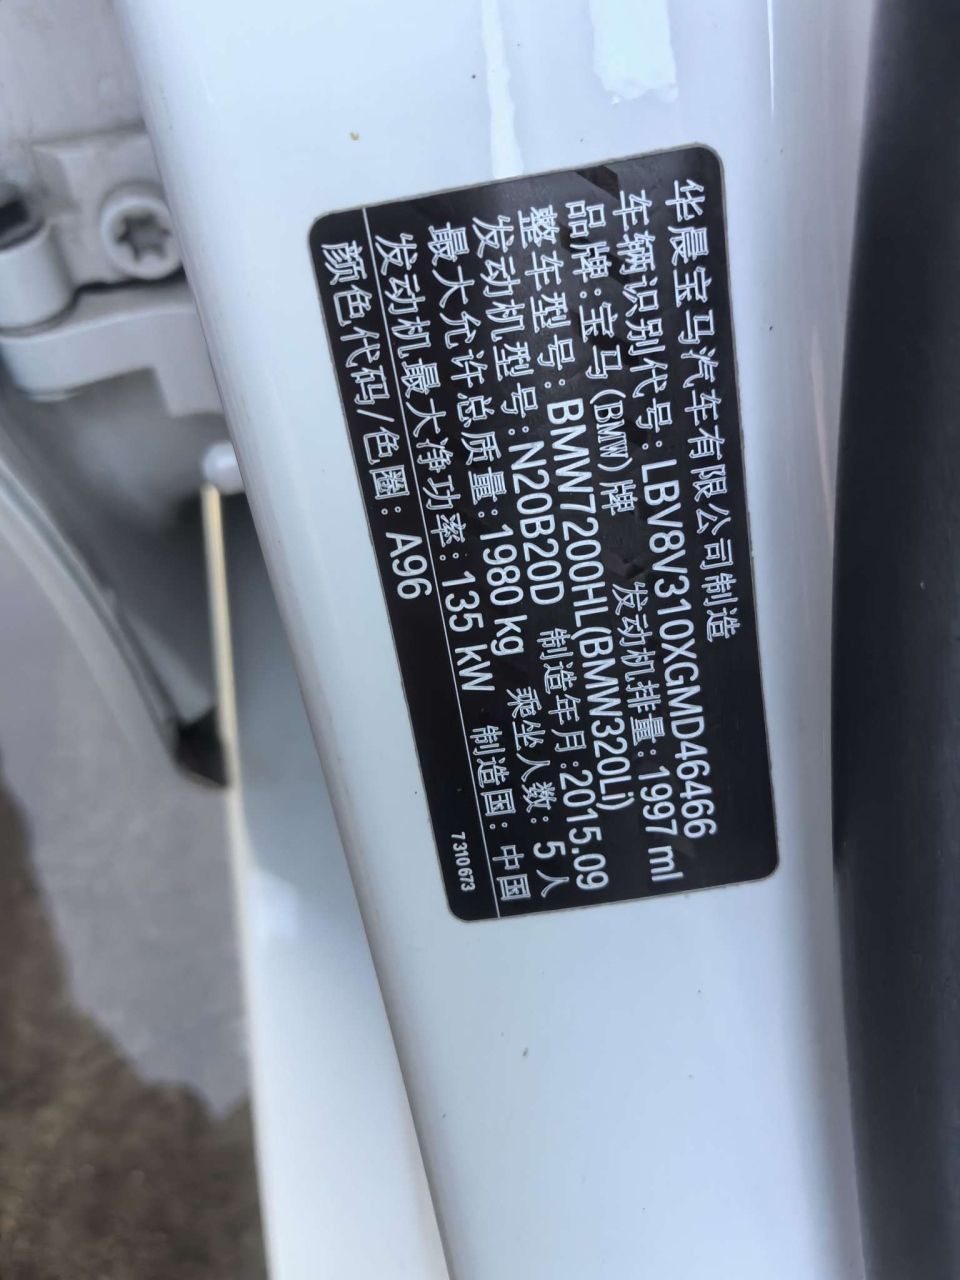 华晨宝马汽车有限公司制造
车辆识别代号: LBV8V310XGMD46466
品牌:宝马(BMW)牌 发动机排量:1997 ml
整车型号: BMW7200HL(BMW320Li)
发动机型号:N20B20D 制造年月:2015.09
最大允许总质量:1980 kg 乘坐人数: 5 人
发动机最大净功率: 135 kW 制造国: 中国
颜色代码/色圈: A96 7310673